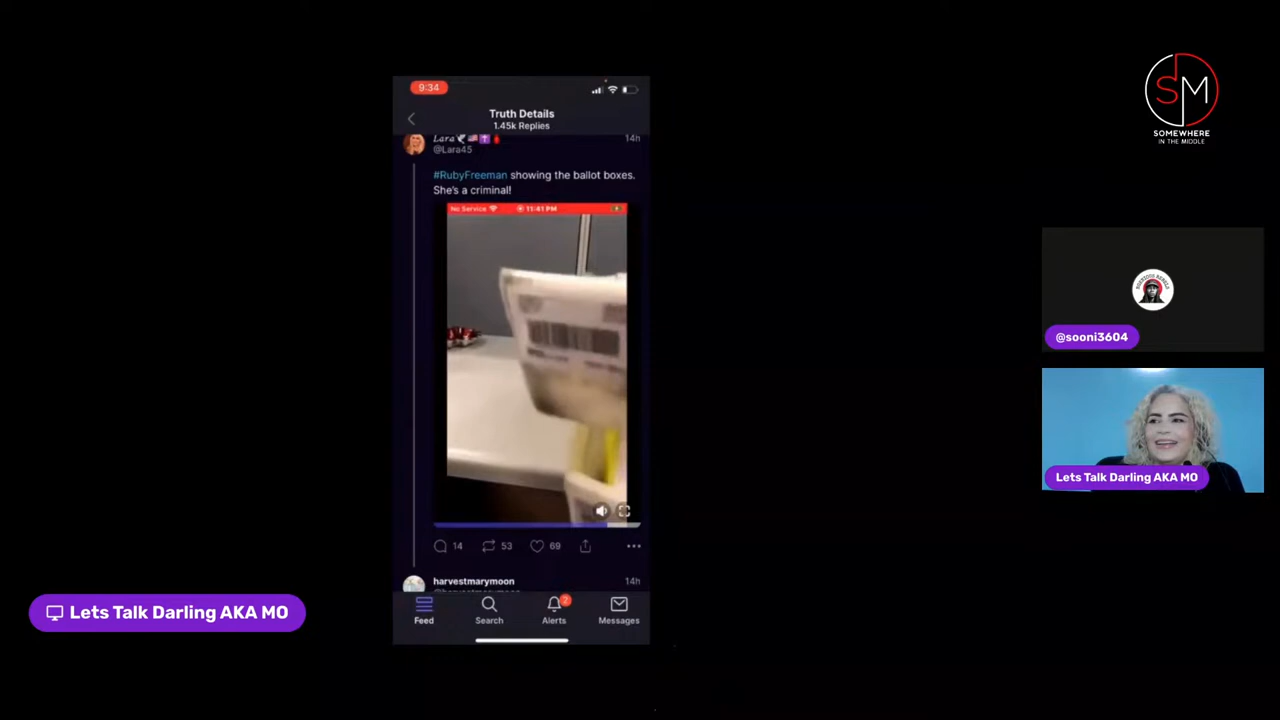 9:34
Truth Details
1.45k Replies
Lara
14h
@Lara45
#RubyFreeman showing the ballot boxes.
She's a criminal!
No Service
11:41 PM
14
53
69
harvestmarymoon
14h
Feed
Search
2
Alerts
Messages
SM
SOMEWHERE
IN THE MIDDLE
@sooni3604
Lets Talk Darling AKA MO
Lets Talk Darling AKA MO